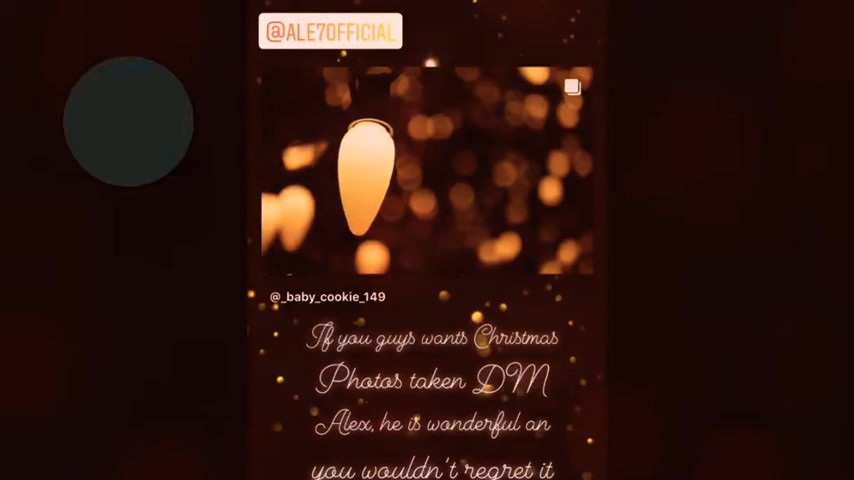 @ALE7OFFICIAL
@_baby_cookie_149
If you guys wants Christmas
Photos taken DM
Alex, he is wonderful an
you wouldn't regret it